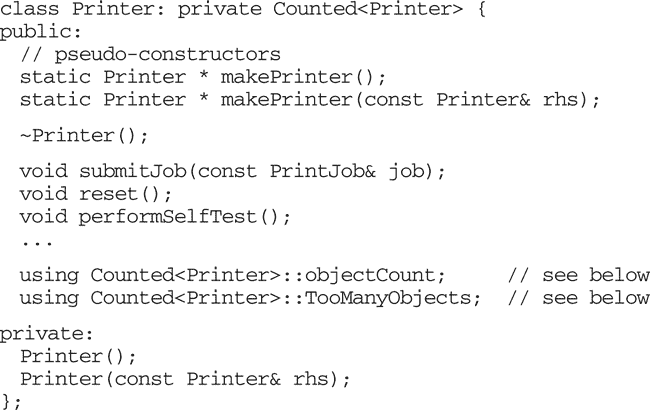 class Printer: private Counted<Printer> {
public:
  // pseudo-constructors
  static Printer * makePrinter();
  static Printer * makePrinter(const Printer& rhs);
  ~Printer();
  void submitJob(const PrintJob& job);
  void reset();
  void performSelfTest();
  ...
  using Counted<Printer>::objectCount;     // see below
  using Counted<Printer>::TooManyObjects;  // see below
private:
  Printer();
  Printer(const Printer& rhs);
};